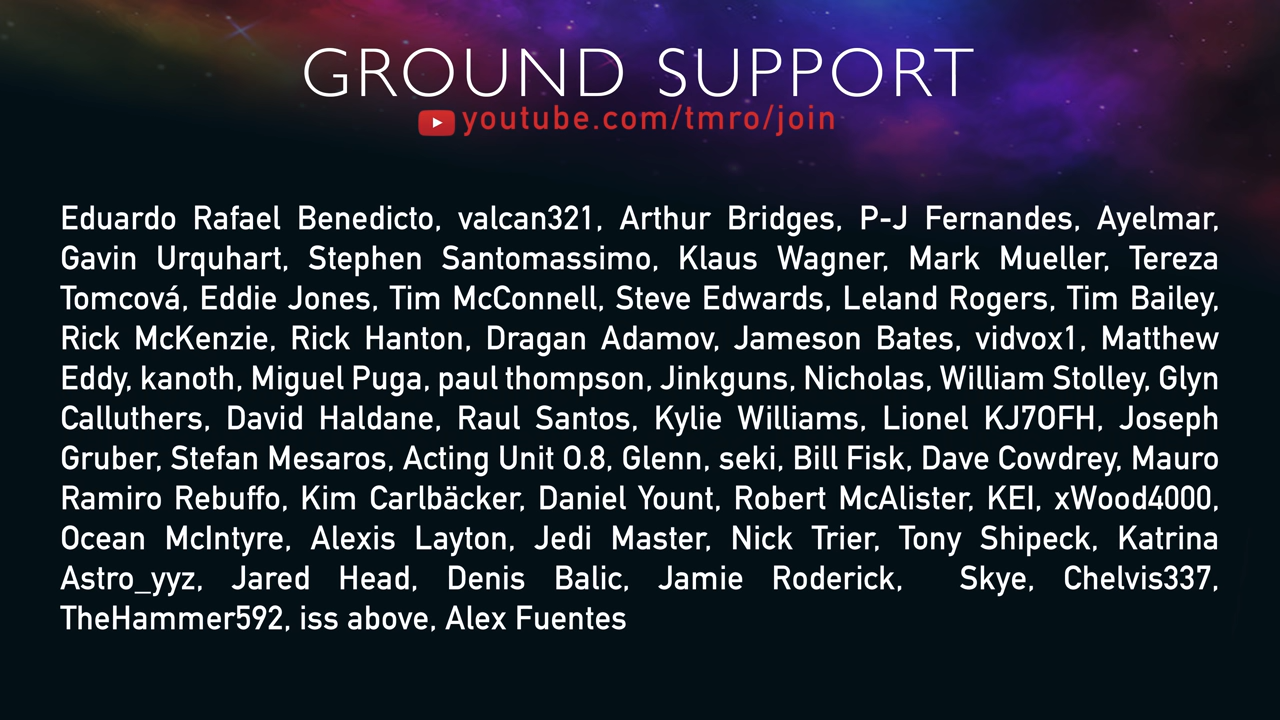 GROUND SUPPORT
youtube.com/tmro/join
Eduardo Rafael Benedicto, valcan321, Arthur Bridges, P-J Fernandes, Ayelmar,
Gavin Urquhart, Stephen Santomassimo, Klaus Wagner, Mark Mueller, Tereza
Tomcová, Eddie Jones, Tim McConnell, Steve Edwards, Leland Rogers, Tim Bailey,
Rick McKenzie, Rick Hanton, Dragan Adamov, Jameson Bates, vidvox1, Matthew
Eddy, kanoth, Miguel Puga, paul thompson, Jinkguns, Nicholas, William Stolley, Glyn
Calluthers, David Haldane, Raul Santos, Kylie Williams, Lionel KJ7OFH, Joseph
Gruber, Stefan Mesaros, Acting Unit 0.8, Glenn, seki, Bill Fisk, Dave Cowdrey, Mauro
Ramiro Rebuffo, Kim Carlbäcker, Daniel Yount, Robert McAlister, KEI, xWood4000,
Ocean McIntyre, Alexis Layton, Jedi Master, Nick Trier, Tony Shipeck, Katrina
Astro_yyz, Jared Head, Denis Balic, Jamie Roderick, Skye, Chelvis337,
TheHammer592, iss above, Alex Fuentes